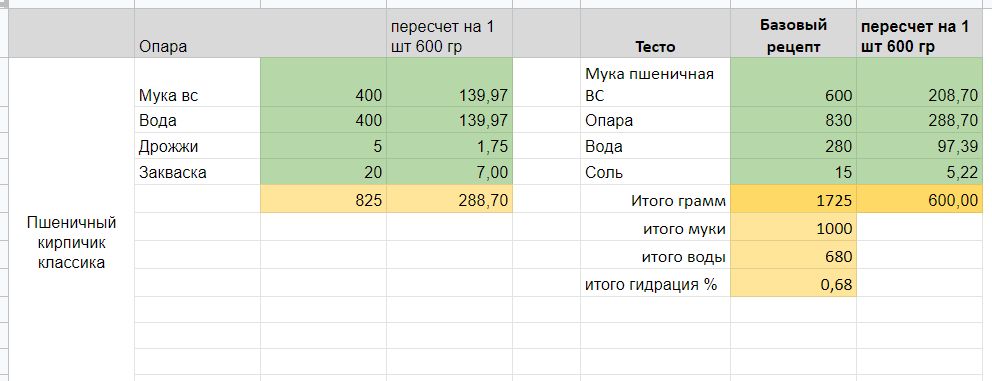 Опара пересчет на 1 шт 600 гр Тесто Базовый рецепт пересчет на 1 шт 600 гр
Мука вс 400 139,97 Мука пшеничная ВС 600 208,70
Вода 400 139,97 Опара 830 288,70
Дрожжи 5 1,75 Вода 280 97,39
Закваска 20 7,00 Соль 15 5,22
825 288,70 Итого грамм 1725 600,00
Пшеничный кирпичик классика
итого муки 1000
итого воды 680
итого гидрация % 0,68